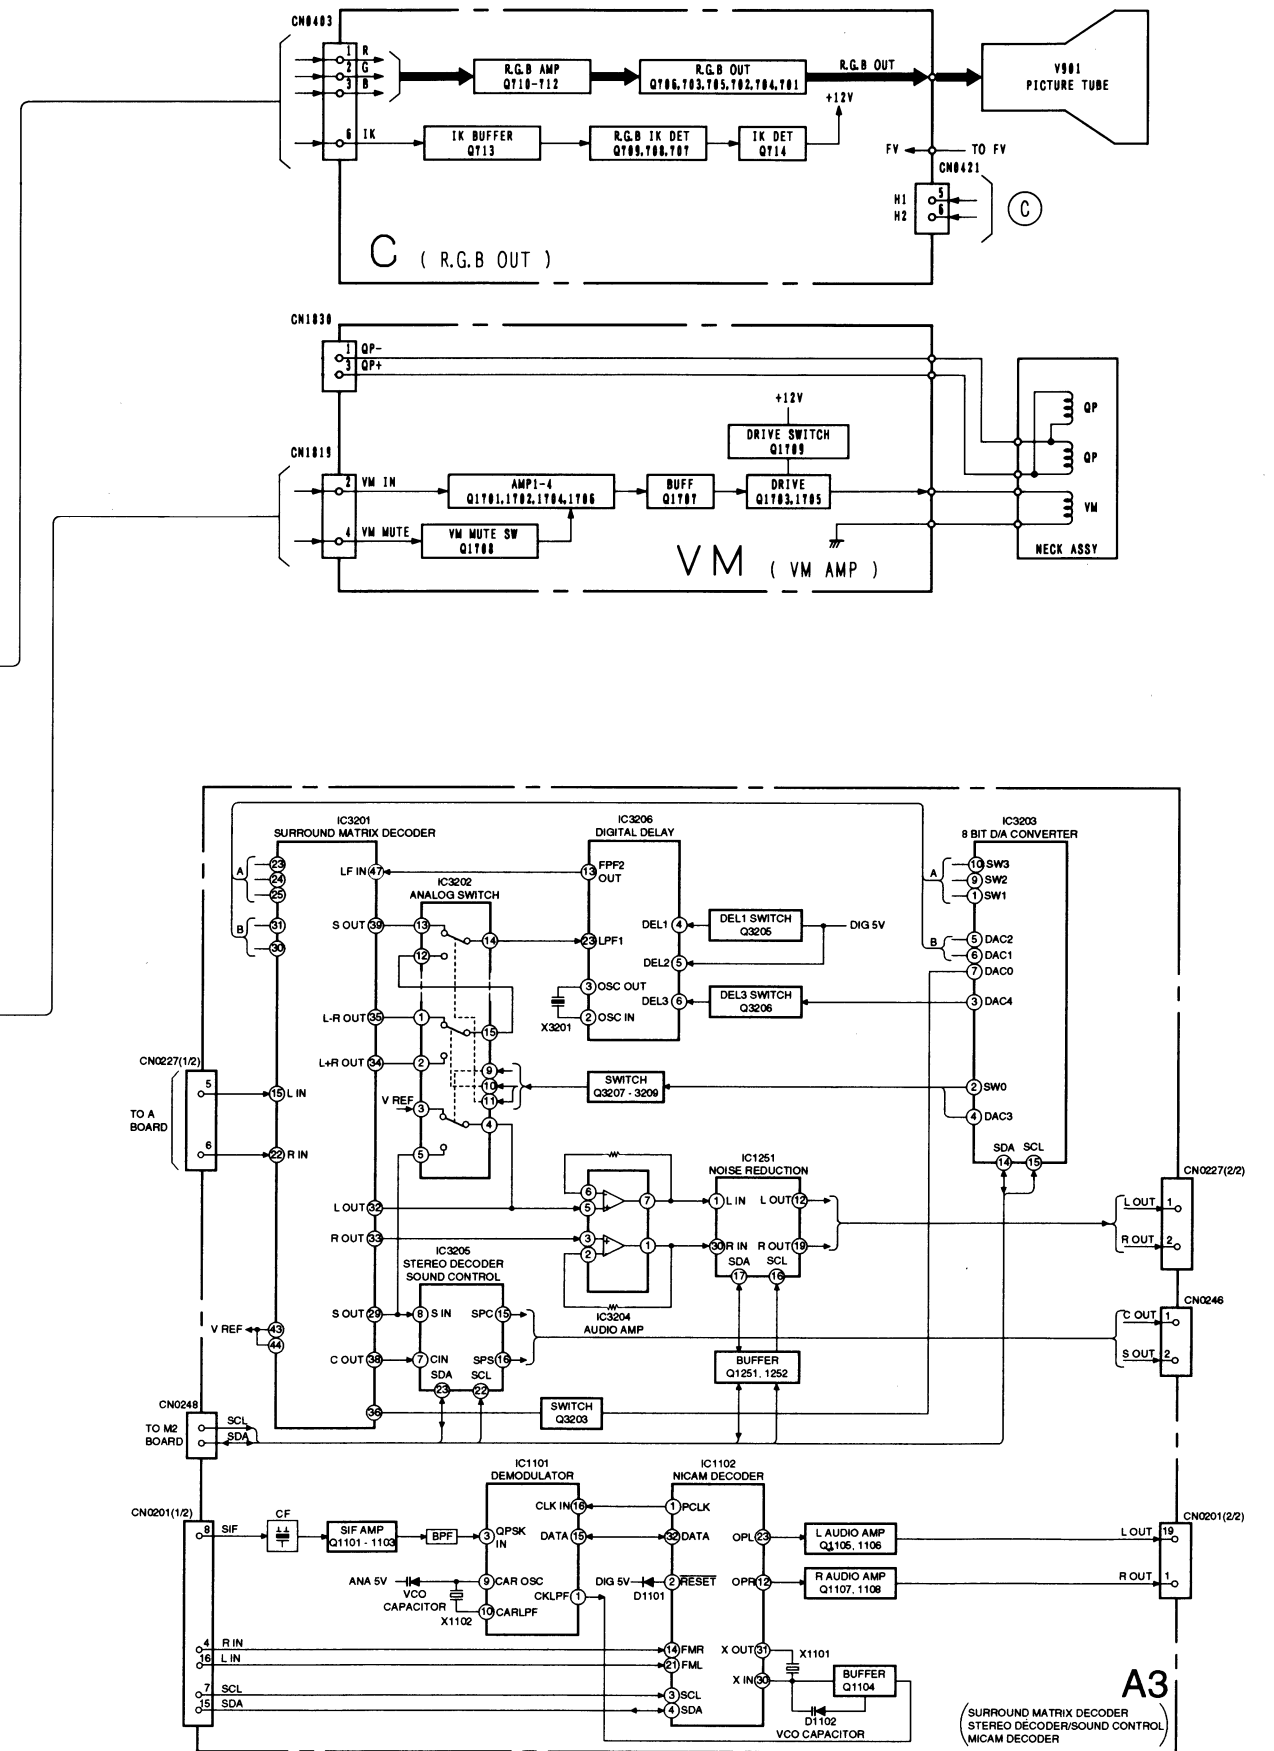 CN0403
1 R
2 G
3 B
6 IK
R.G.B AMP
Q710-712
R.G.B OUT
Q706,703,705,702,704,701
R.G.B OUT
+12V
V901
PICTURE TUBE
IK BUFFER
Q713
R.G.B IK DET
Q709,708,707
IK DET
Q714
FV
TO FV
CN0421
H1 5
H2 6
C
C ( R.G.B OUT )
CN1830
1 QP-
3 QP+
+12V
DRIVE SWITCH
Q1709
QP
QP
VM
NECK ASSY
CN1819
2 VM IN
4 VM MUTE
AMP1-4
Q1701,1702,1704,1706
BUFF
Q1707
DRIVE
Q1703,1705
VM MUTE SW
Q1708
VM ( VM AMP )
IC3201
SURROUND MATRIX DECODER
A
23
24
25
B
31
30
LF IN 47
S OUT 39
L-R OUT 35
L+R OUT 34
15 L IN
22 R IN
L OUT 32
R OUT 33
S OUT 29
C OUT 38
36
V REF
43
44
IC3202
ANALOG SWITCH
13
12
14
1
15
2
9
10
11
V REF 3
4
5
IC3206
DIGITAL DELAY
13 FPF2
OUT
23 LPF1
3 OSC OUT
2 OSC IN
X3201
DEL1 4
DEL2 5
DEL3 6
DEL1 SWITCH
Q3205
DIG 5V
DEL3 SWITCH
Q3206
SWITCH
Q3207 - 3209
IC3203
8 BIT D/A CONVERTER
A
10 SW3
9 SW2
1 SW1
B
5 DAC2
6 DAC1
7 DAC0
3 DAC4
2 SW0
4 DAC3
SDA SCL
14 15
CN0227(1/2)
5
6
TO A
BOARD
6
5
7
3
2
1
IC3204
AUDIO AMP
IC1251
NOISE REDUCTION
1 L IN L OUT 12
30 R IN R OUT 19
SDA SCL
17 16
BUFFER
Q1251, 1252
CN0227(2/2)
L OUT 1
R OUT 2
CN0246
C OUT 1
S OUT 2
IC3205
STEREO DECODER
SOUND CONTROL
8 S IN SPC 15
7 CIN SPS 16
SDA SCL
23 22
SWITCH
Q3203
CN0248
TO M2
BOARD
SCL
SDA
CN0201(1/2)
8 SIF
CF
SIF AMP
Q1101 - 1103
BPF
IC1101
DEMODULATOR
CLK IN 16
3 QPSK
IN
DATA 15
9 CAR OSC
CKLPF 1
10 CARLPF
ANA 5V
VCO
CAPACITOR
X1102
IC1102
NICAM DECODER
1 PCLK
32 DATA
2 RESET
DIG 5V
D1101
OPL 23
OPR 12
14 FMR
21 FML
3 SCL
4 SDA
X OUT 31
X IN 30
X1101
BUFFER
Q1104
D1102
VCO CAPACITOR
L AUDIO AMP
Q1105, 1106
R AUDIO AMP
Q1107, 1108
CN0201(2/2)
L OUT 19
R OUT 1
4 R IN
16 L IN
7 SCL
15 SDA
A3
(SURROUND MATRIX DECODER
STEREO DECODER/SOUND CONTROL
MICAM DECODER)